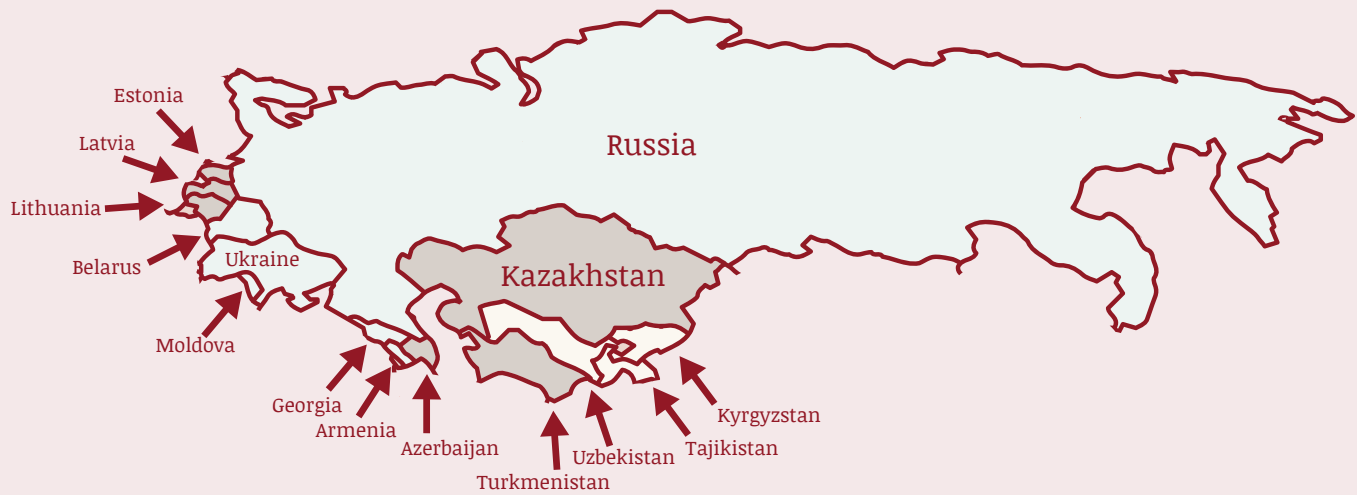 Estonia
Latvia
Russia
Lithuania
Belarus
Ukraine
Kazakhstan
Moldova
Georgia
Armenia
Azerbaijan
Kyrgyzstan
Tajikistan
Uzbekistan
Turkmenistan